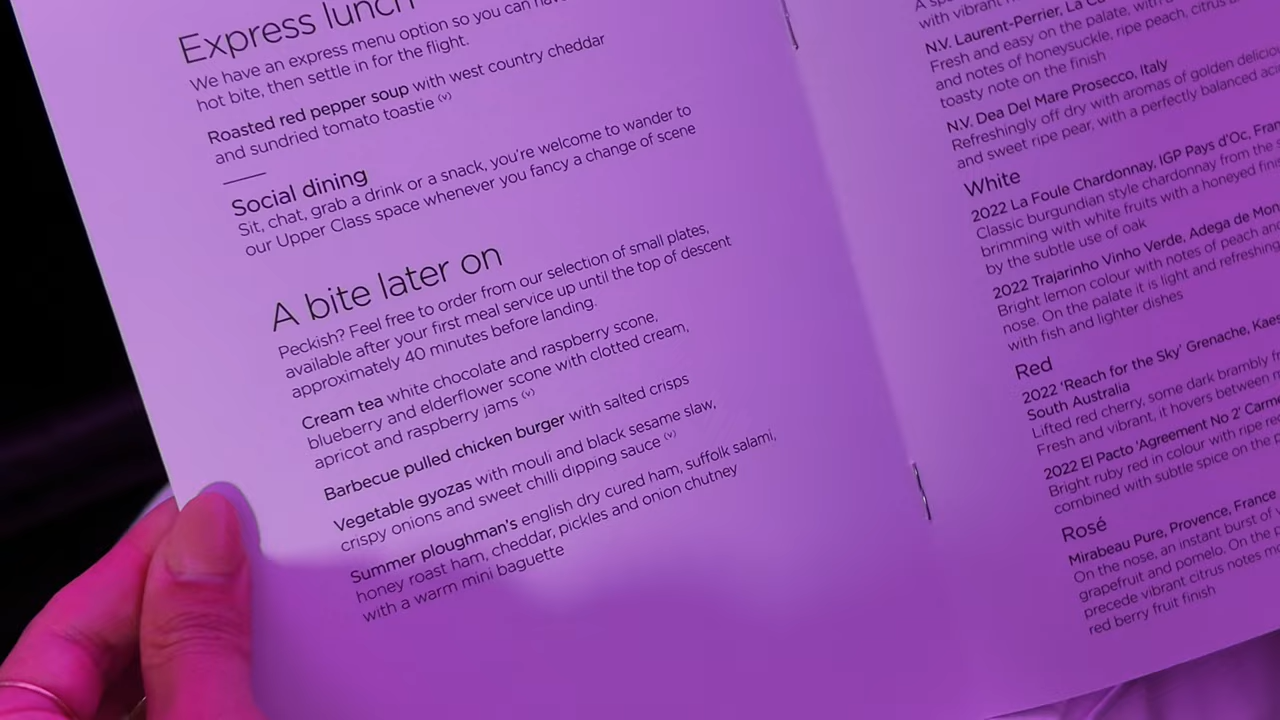 Express lunch
We have an express menu option so you can have
hot bite, then settle in for the flight.
Roasted red pepper soup with west country cheddar
and sundried tomato toastie (v)
Social dining
Sit, chat, grab a drink or a snack, you're welcome to wander to
our Upper Class space whenever you fancy a change of scene
A bite later on
Peckish? Feel free to order from our selection of small plates,
available after your first meal service up until the top of descent
approximately 40 minutes before landing.
Cream tea white chocolate and raspberry scone,
blueberry and elderflower scone with clotted cream,
apricot and raspberry jams (v)
Barbecue pulled chicken burger with salted crisps
Vegetable gyozas with mouli and black sesame slaw,
crispy onions and sweet chilli dipping sauce (v)
Summer ploughman's english dry cured ham, suffolk salami,
honey roast ham, cheddar, pickles and onion chutney
with a warm mini baguette
with vibrant
N.V. Laurent-Perrier, La
Fresh and easy on the palate, with
and notes of honeysuckle, ripe peach, citrus
toasty note on the finish
N.V. Dea Del Mare Prosecco, Italy
Refreshingly off dry with aromas of golden
and sweet ripe pear, with a perfectly balanced
White
2022 La Foule Chardonnay, IGP Pays d'Oc,
Classic burgundian style chardonnay from the
brimming with white fruits with a honeyed
by the subtle use of oak
2022 Trajarinho Vinho Verde, Adega de
Bright lemon colour with notes of peach and
nose. On the palate it is light and refreshing
with fish and lighter dishes
Red
2022 'Reach for the Sky' Grenache,
South Australia
Lifted cherry, some dark brambly
Fresh and vibrant, it hovers between
2022 El Pacto 'Agreement No 2'
Bright ruby red in colour with ripe
combined with subtle spice on the
Rosé
Mirabeau Pure, Provence, France
On the nose, an instant burst of
grapefruit and pomelo. On the
precede vibrant citrus notes
red berry fruit finish